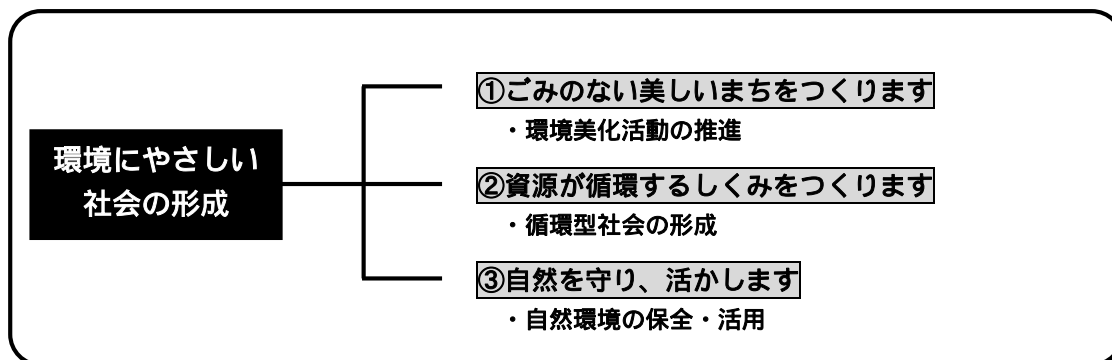 環境にやさしい
社会の形成
①ごみのない美しいまちをつくります
・環境美化活動の推進
②資源が循環するしくみをつくります
・循環型社会の形成
③自然を守り、活かします
・自然環境の保全・活用